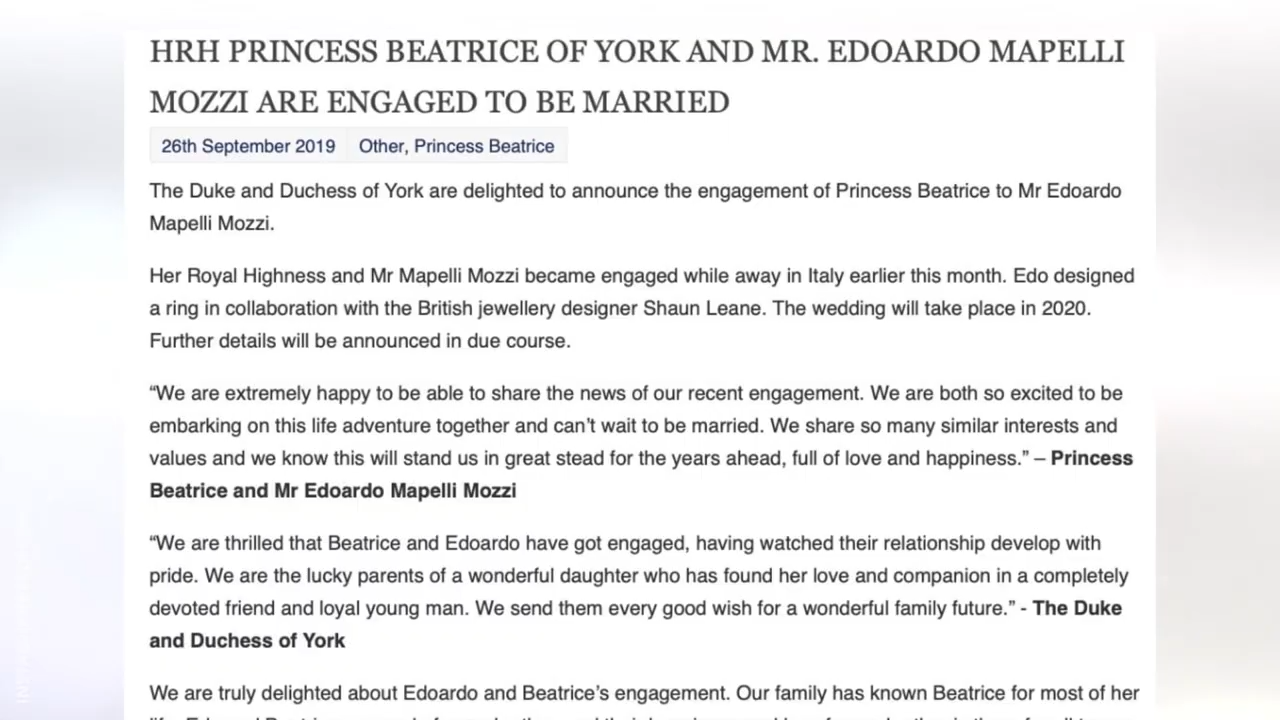 HRH PRINCESS BEATRICE OF YORK AND MR. EDOARDO MAPELLI
MOZZI ARE ENGAGED TO BE MARRIED
26th September 2019 Other, Princess Beatrice
The Duke and Duchess of York are delighted to announce the engagement of Princess Beatrice to Mr Edoardo
Mapelli Mozzi.
Her Royal Highness and Mr Mapelli Mozzi became engaged while away in Italy earlier this month. Edo designed
a ring in collaboration with the British jewellery designer Shaun Leane. The wedding will take place in 2020.
Further details will be announced in due course.
“We are extremely happy to be able to share the news of our recent engagement. We are both so excited to be
embarking on this life adventure together and can't wait to be married. We share so many similar interests and
values and we know this will stand us in great stead for the years ahead, full of love and happiness.” – Princess
Beatrice and Mr Edoardo Mapelli Mozzi
“We are thrilled that Beatrice and Edoardo have got engaged, having watched their relationship develop with
pride. We are the lucky parents of a wonderful daughter who has found her love and companion in a completely
devoted friend and loyal young man. We send them every good wish for a wonderful family future.” - The Duke
and Duchess of York
We are truly delighted about Edoardo and Beatrice’s engagement. Our family has known Beatrice for most of her